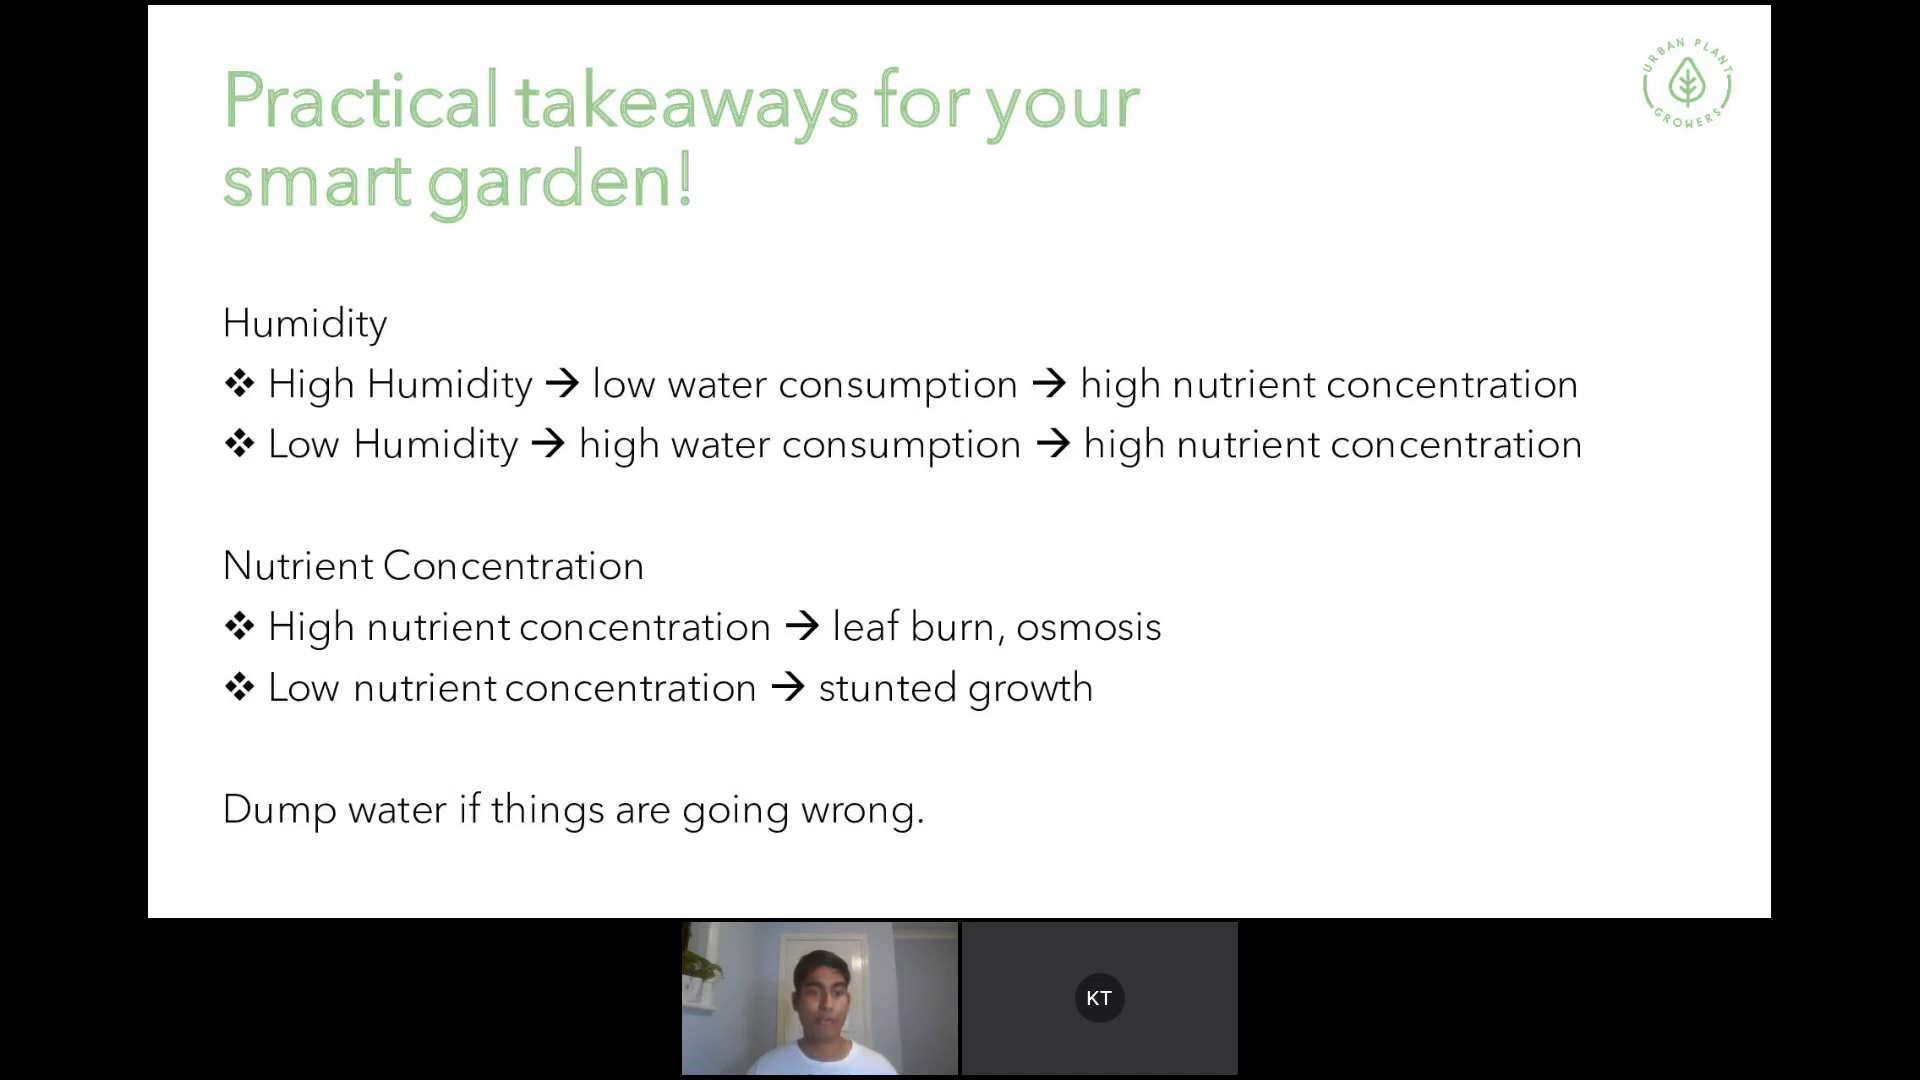 Practical takeaways for your
smart garden!
URBAN PLANT
GROWERS
Humidity
❖ High Humidity → low water consumption → high nutrient concentration
❖ Low Humidity → high water consumption → high nutrient concentration
Nutrient Concentration
❖ High nutrient concentration → leaf burn, osmosis
❖ Low nutrient concentration → stunted growth
Dump water if things are going wrong.
KT